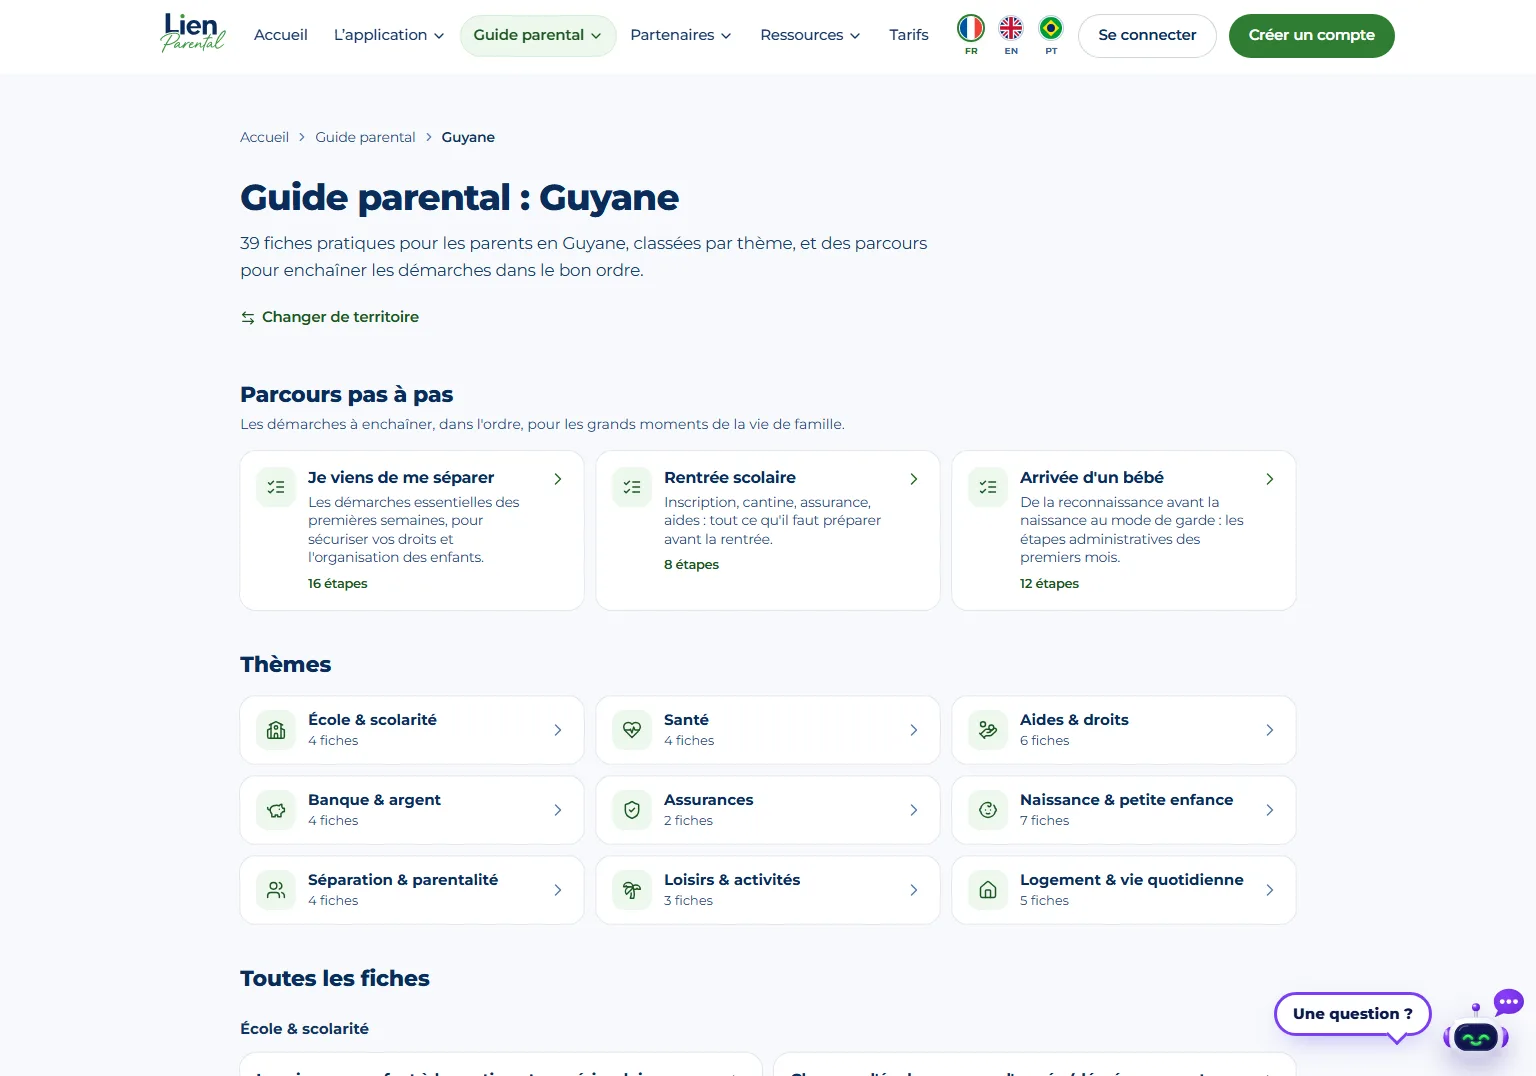 Lien
Parental
Accueil
L'application
Guide parental
Partenaires
Ressources
Tarifs
FR
EN
PT
Se connecter
Créer un compte
Accueil > Guide parental > Guyane
Guide parental : Guyane
39 fiches pratiques pour les parents en Guyane, classées par thème, et des parcours
pour enchaîner les démarches dans le bon ordre.
Changer de territoire
Parcours pas à pas
Les démarches à enchaîner, dans l'ordre, pour les grands moments de la vie de famille.
Je viens de me séparer
Les démarches essentielles des
premières semaines, pour
sécuriser vos droits et
l'organisation des enfants.
16 étapes
Rentrée scolaire
Inscription, cantine, assurance,
aides : tout ce qu'il faut préparer
avant la rentrée.
8 étapes
Arrivée d'un bébé
De la reconnaissance avant la
naissance au mode de garde : les
étapes administratives des
premiers mois.
12 étapes
Thèmes
École & scolarité
4 fiches
Santé
4 fiches
Aides & droits
6 fiches
Banque & argent
4 fiches
Assurances
2 fiches
Naissance & petite enfance
7 fiches
Séparation & parentalité
4 fiches
Loisirs & activités
3 fiches
Logement & vie quotidienne
5 fiches
Toutes les fiches
École & scolarité
Une question ?